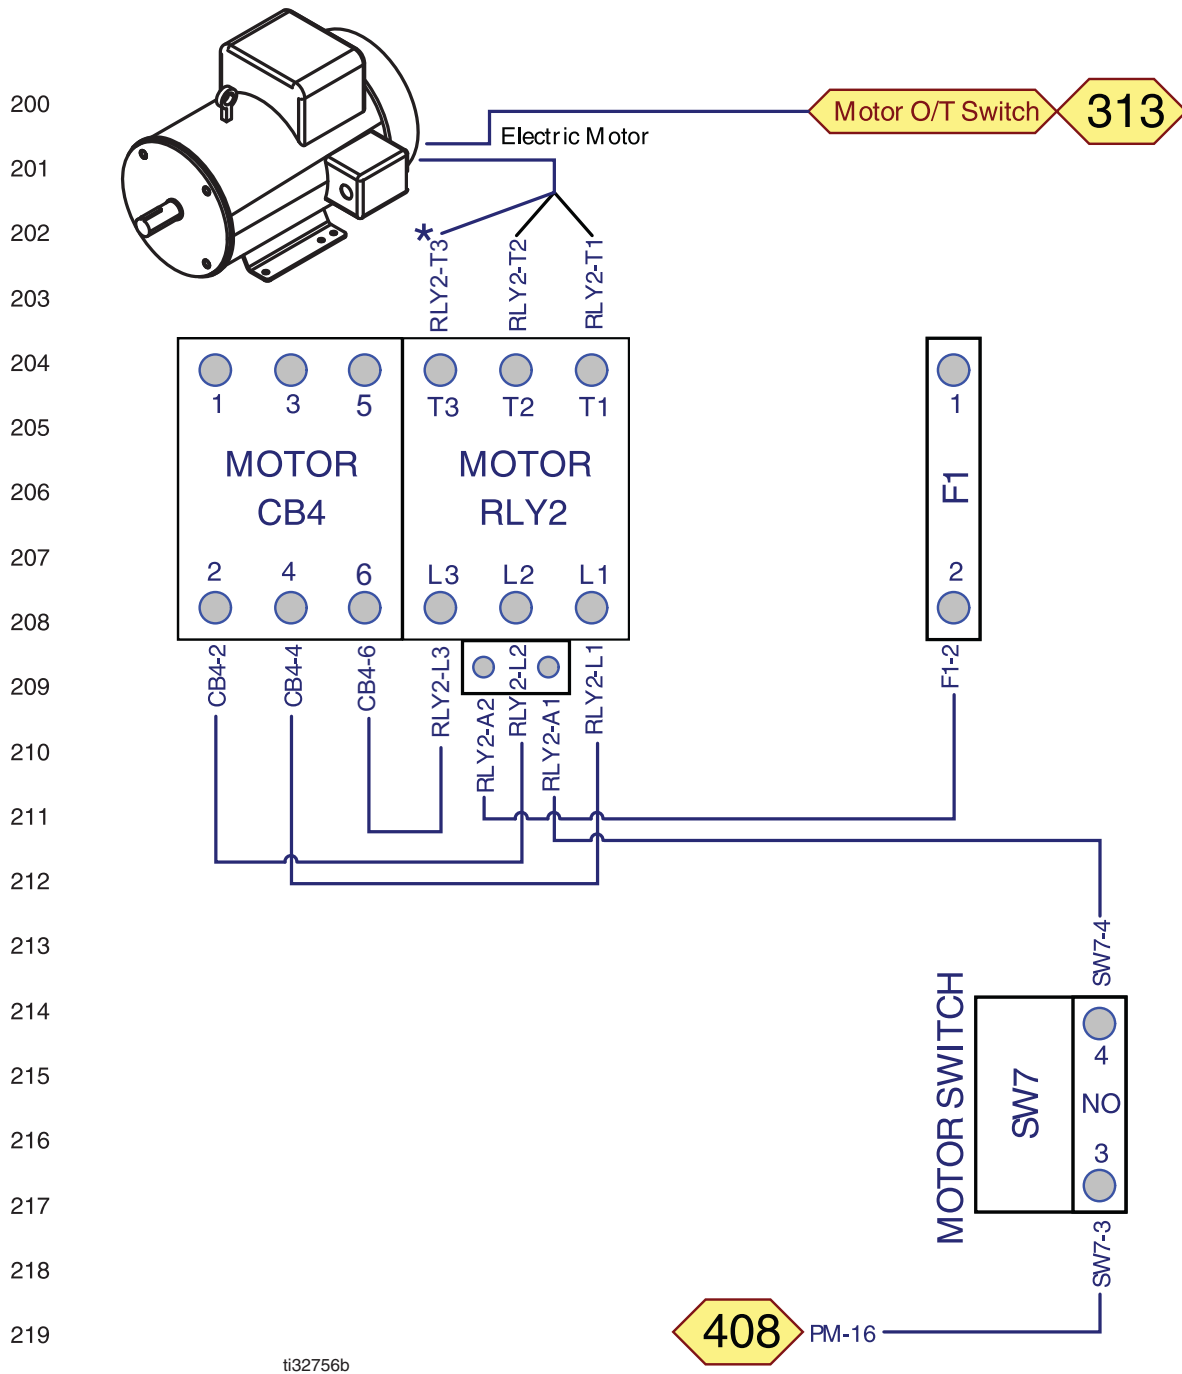 200
Motor O/T Switch
313
Electric Motor
201
202
*
RLY2-T3
RLY2-T2
RLY2-T1
203
204
1
3
5
T3
T2
T1
1
205
MOTOR
CB4
MOTOR
RLY2
F1
206
207
2
4
6
L3
L2
L1
2
208
CB4-2
CB4-4
CB4-6
RLY2-L3
RLY2-A2
RLY2-L2
RLY2-A1
RLY2-L1
F1-2
209
210
211
212
213
SW7-4
214
MOTOR SWITCH
SW7
4
NO
3
215
216
217
SW7-3
218
219
408
PM-16
ti32756b